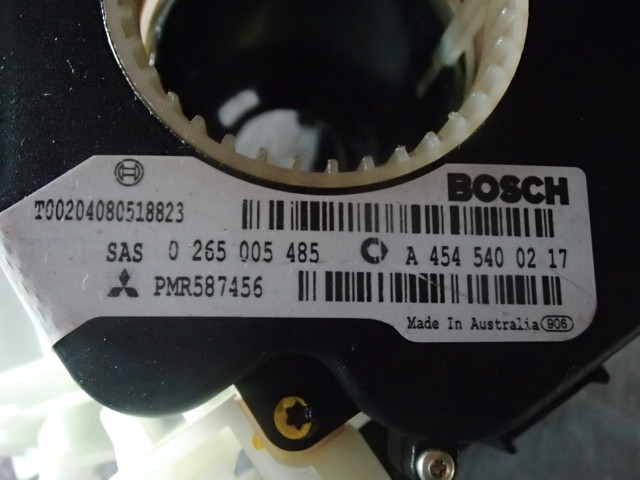 BOSCH
T00204080518823
SAS 0 265 005 485 A 454 540 02 17
PMR587456
Made In Australia 906